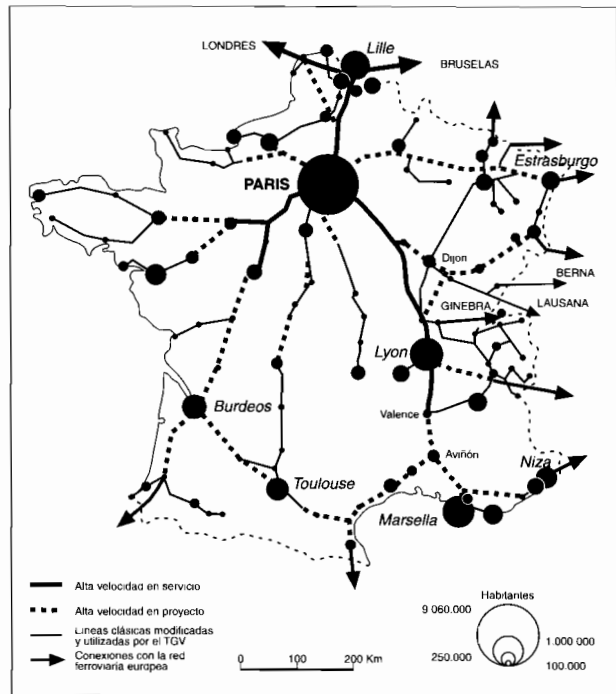 LONDRES
Lille
BRUSELAS
PARIS
Estrasburgo
Dijon
BERNA
GINEBRA
LAUSANA
Lyon
Burdeos
Valence
Aviñón
Niza
Toulouse
Marsella
Alta velocidad en servicio
Alta velocidad en proyecto
Líneas clásicas modificadas
y utilizadas por el TGV
Conexiones con la red
ferroviaria europea
0 100 200 Km
Habitantes
9 060.000
1.000 000
250.000
100.000